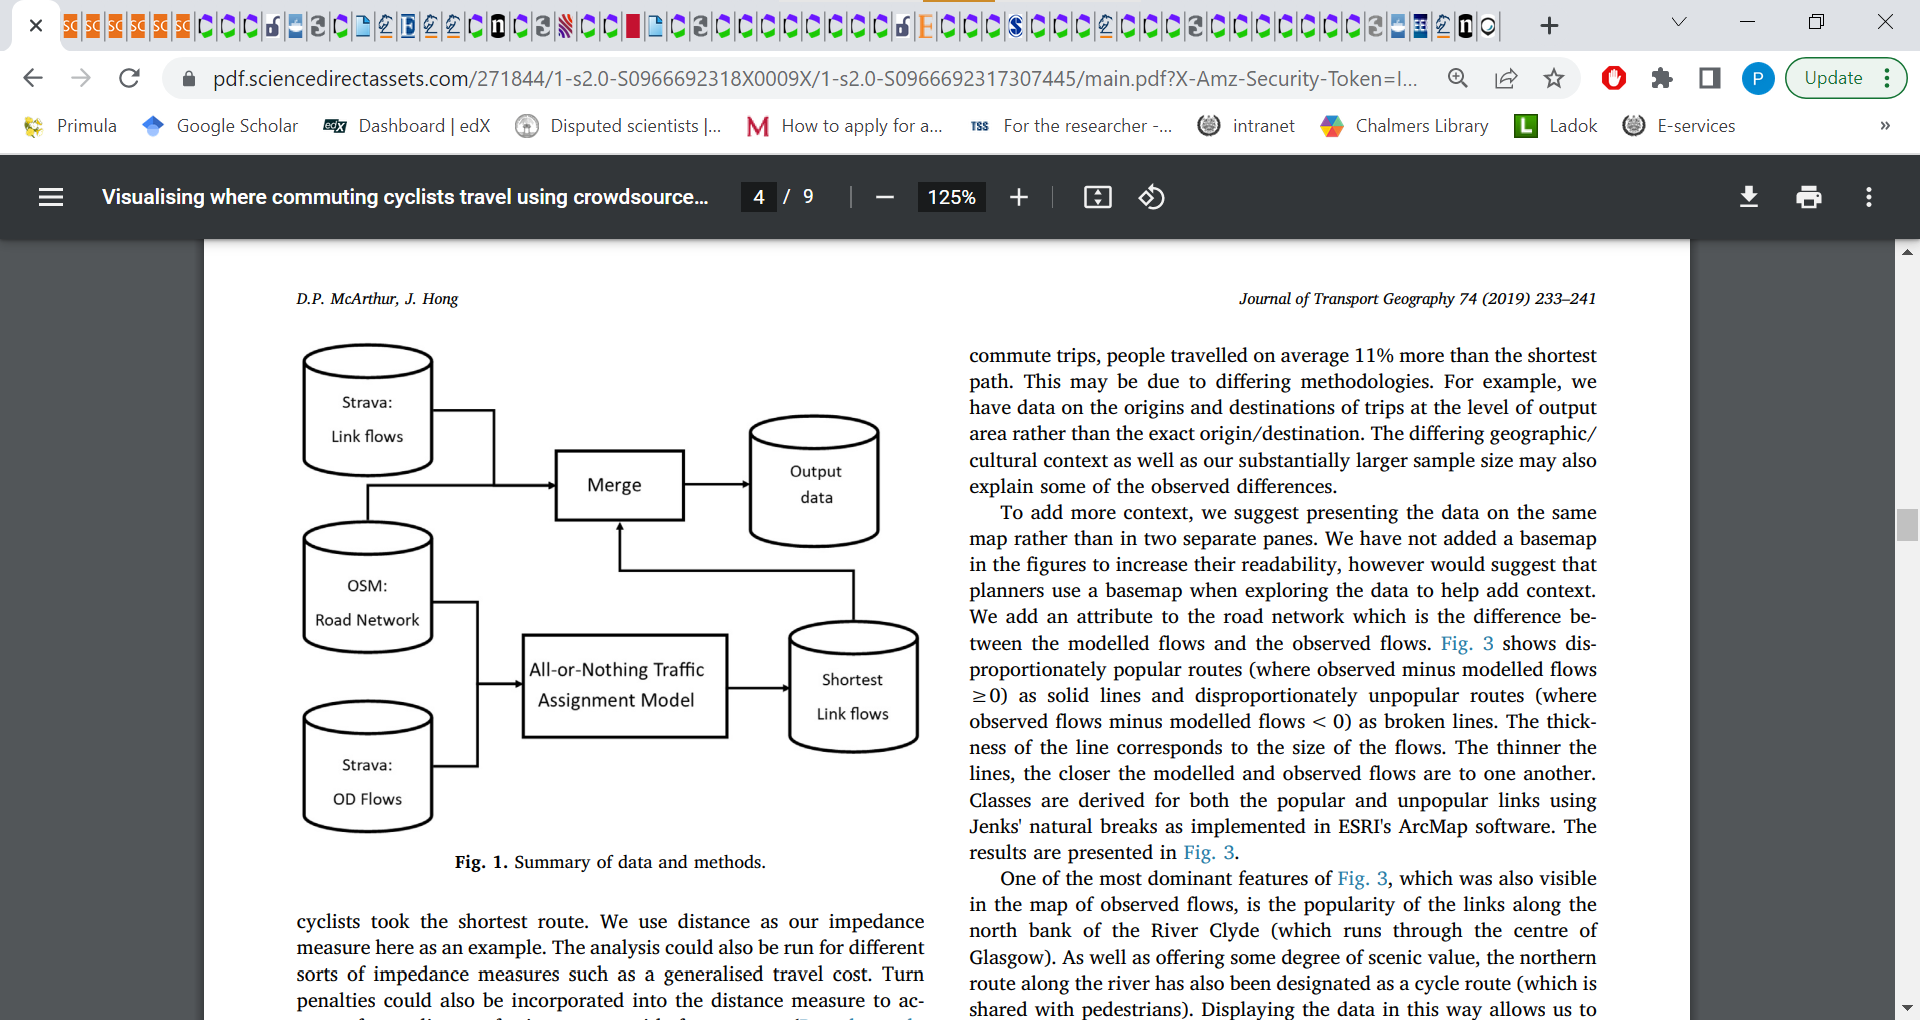 pdf.sciencedirectassets.com/271844/1-s2.0-S0966692318X0009X/1-s2.0-S0966692317307445/main.pdf?X-Amz-Security-Token=I...
P
Update
Primula
Google Scholar
edX
Dashboard | edX
Disputed scientists |...
M
How to apply for a...
TSS
For the researcher -...
intranet
Chalmers Library
L
Ladok
E-services
»
Visualising where commuting cyclists travel using crowdsource...
4 / 9
125%
D.P. McArthur, J. Hong
Journal of Transport Geography 74 (2019) 233–241
Strava:
Link flows
Merge
Output
data
OSM:
Road Network
All-or-Nothing Traffic
Assignment Model
Shortest
Link flows
Strava:
OD Flows
Fig. 1. Summary of data and methods.
cyclists took the shortest route. We use distance as our impedance
measure here as an example. The analysis could also be run for different
sorts of impedance measures such as a generalised travel cost. Turn
penalties could also be incorporated into the distance measure to ac-
commute trips, people travelled on average 11% more than the shortest
path. This may be due to differing methodologies. For example, we
have data on the origins and destinations of trips at the level of output
area rather than the exact origin/destination. The differing geographic/
cultural context as well as our substantially larger sample size may also
explain some of the observed differences.
To add more context, we suggest presenting the data on the same
map rather than in two separate panes. We have not added a basemap
in the figures to increase their readability, however would suggest that
planners use a basemap when exploring the data to help add context.
We add an attribute to the road network which is the difference be-
tween the modelled flows and the observed flows. Fig. 3 shows dis-
proportionately popular routes (where observed minus modelled flows
≥0) as solid lines and disproportionately unpopular routes (where
observed flows minus modelled flows < 0) as broken lines. The thick-
ness of the line corresponds to the size of the flows. The thinner the
lines, the closer the modelled and observed flows are to one another.
Classes are derived for both the popular and unpopular links using
Jenks' natural breaks as implemented in ESRI's ArcMap software. The
results are presented in Fig. 3.
One of the most dominant features of Fig. 3, which was also visible
in the map of observed flows, is the popularity of the links along the
north bank of the River Clyde (which runs through the centre of
Glasgow). As well as offering some degree of scenic value, the northern
route along the river has also been designated as a cycle route (which is
shared with pedestrians). Displaying the data in this way allows us to